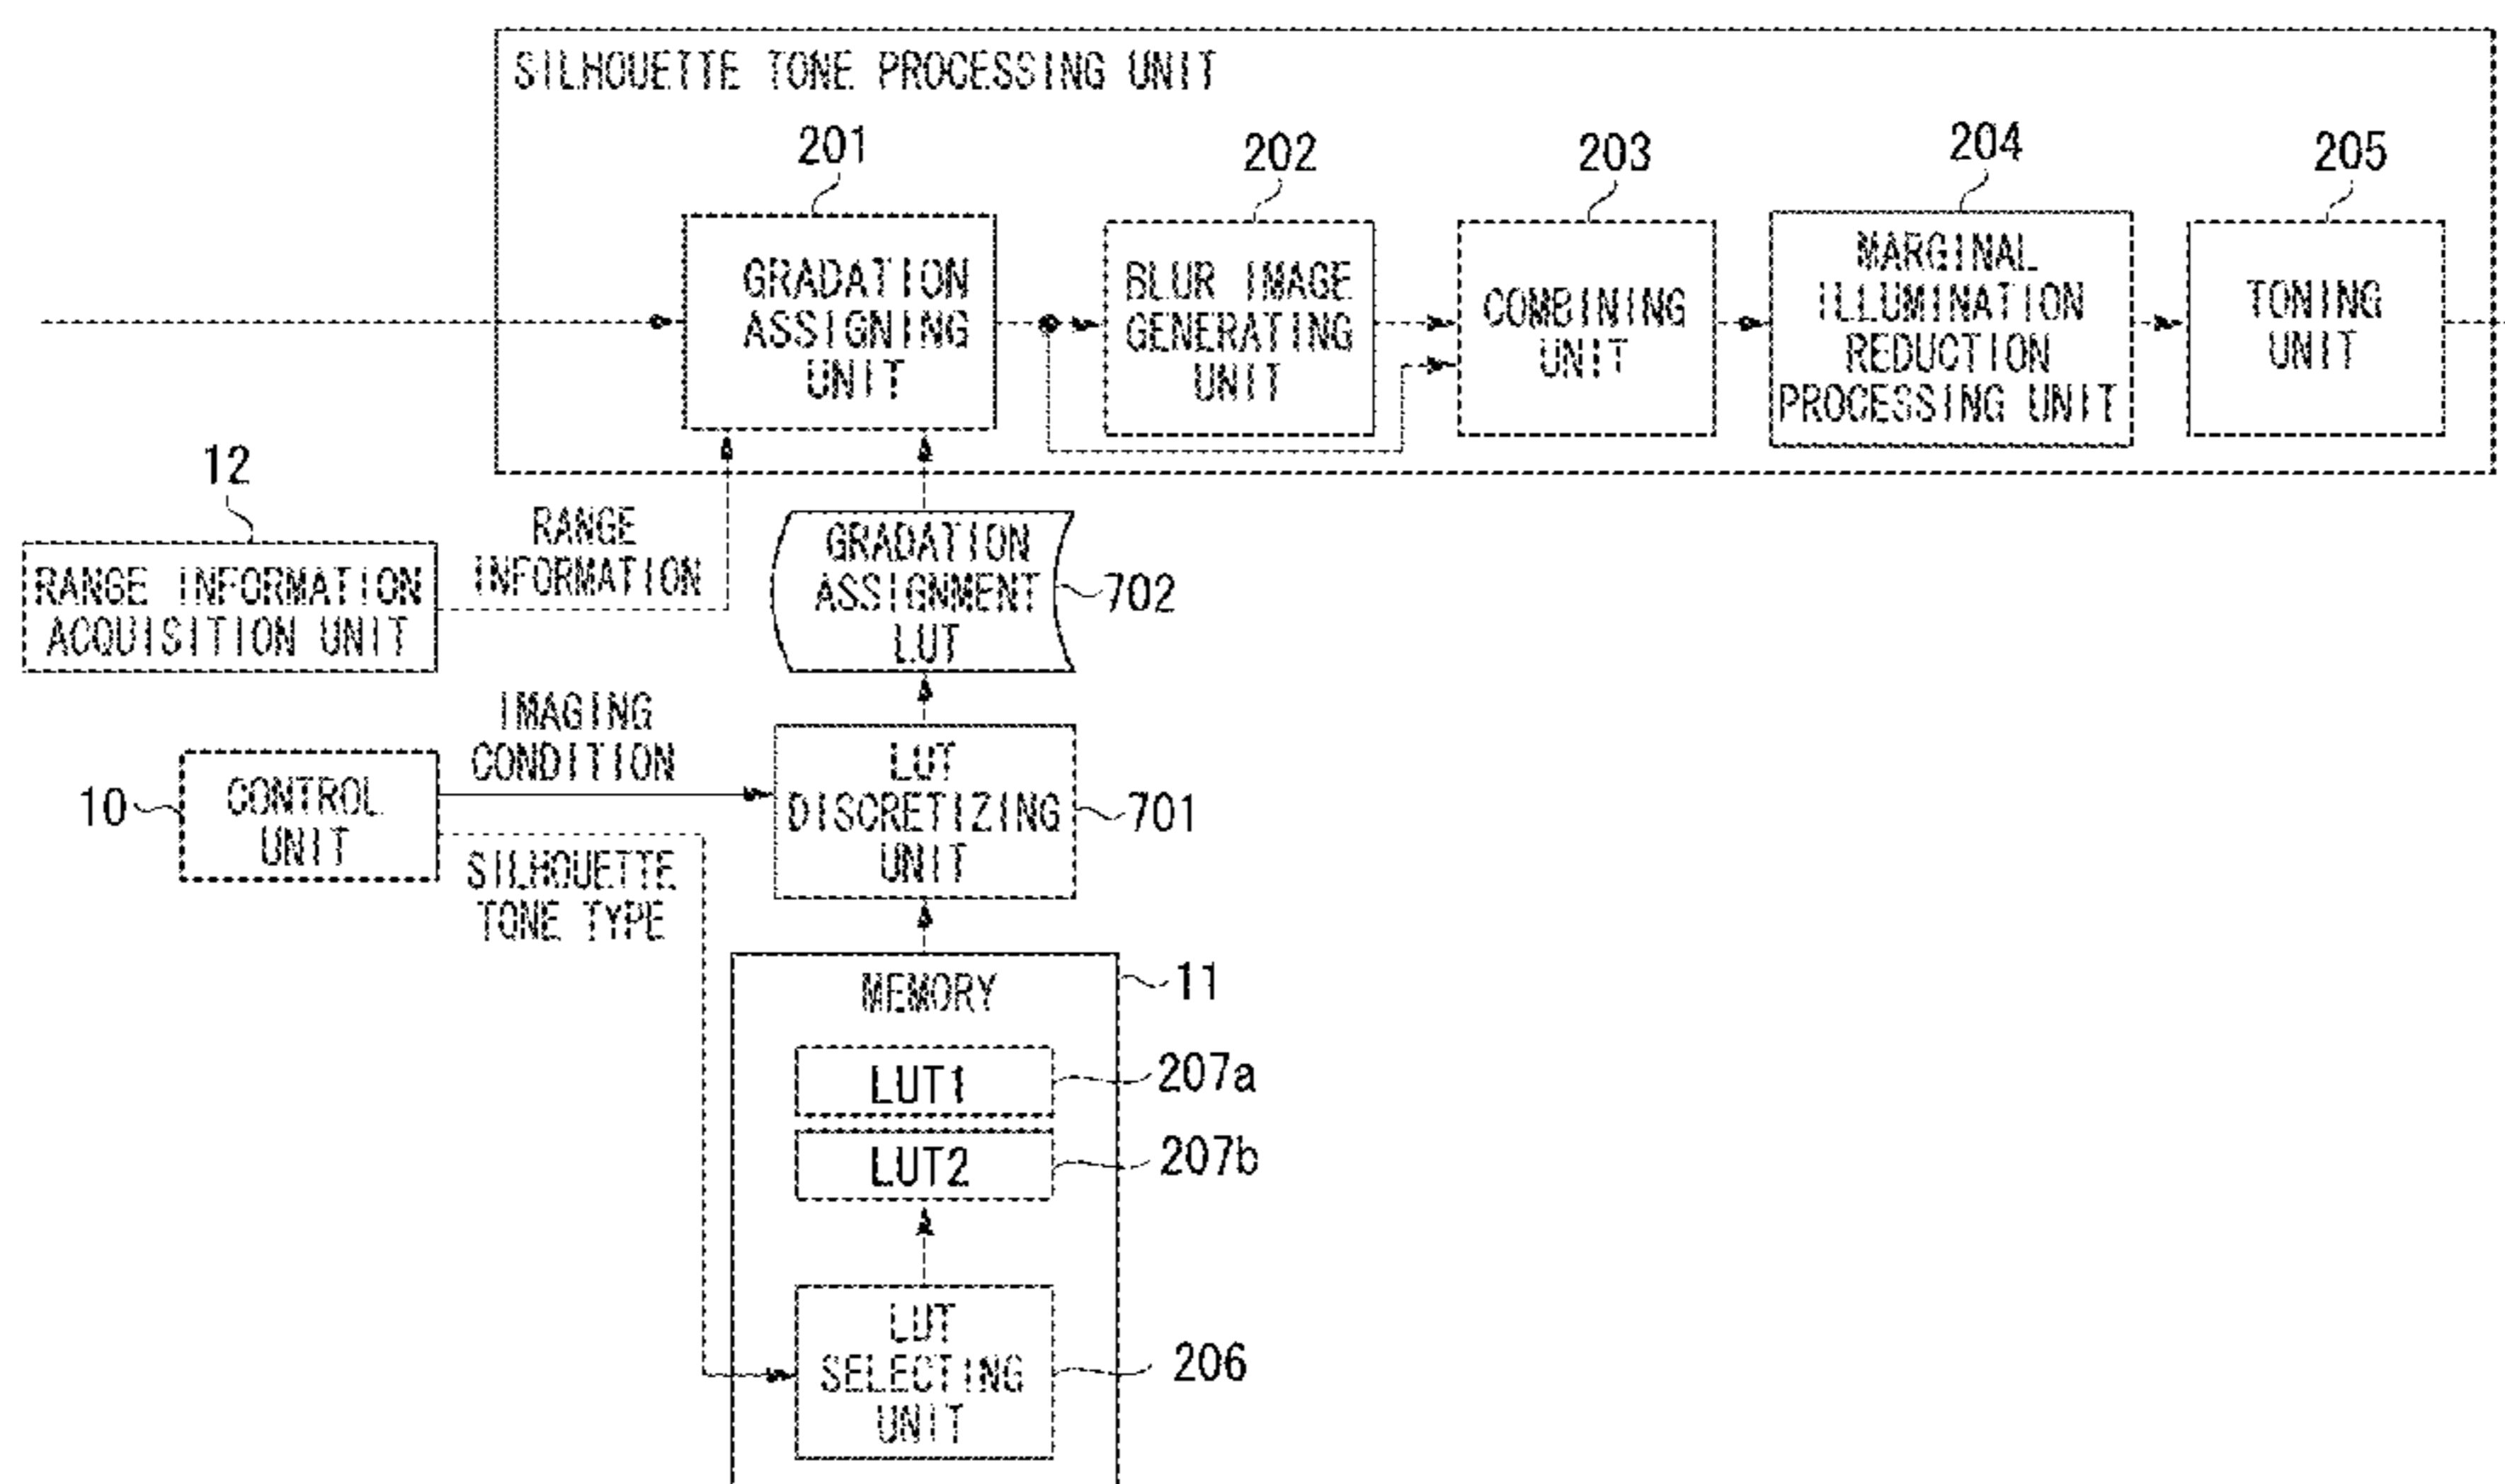 SILHOUETTE TONE PROCESSING UNIT
201
202
203
204
205
GRADATION
ASSIGNING
UNIT
BLUR IMAGE
GENERATING
UNIT
COMBINING
UNIT
MARGINAL
ILLUMINATION
REDUCTION
PROCESSING UNIT
TONING
UNIT
12
RANGE INFORMATION
ACQUISITION UNIT
RANGE
INFORMATION
GRADATION
ASSIGNMENT
LUT
702
10
CONTROL
UNIT
IMAGING
CONDITION
SILHOUETTE
TONE TYPE
LUT
DISCRETIZING
UNIT
701
MEMORY
11
LUT1
207a
LUT2
207b
LUT
SELECTING
UNIT
206